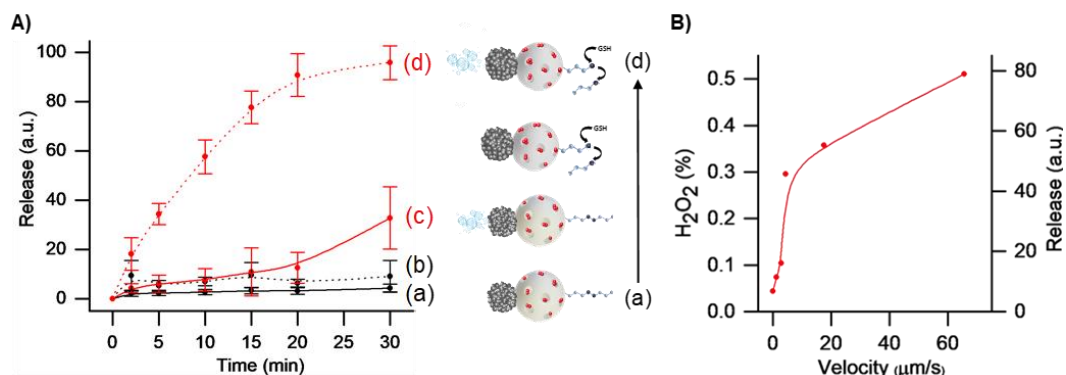 A)
100
80
60
40
20
0
Release (a.u.)
0
5
10
15
20
25
30
Time (min)
(d)
(c)
(b)
(a)
GSH
(d)
GSH
(a)
B)
0.5
0.4
0.3
0.2
0.1
0.0
H₂O₂ (%)
80
60
40
20
0
Release (a.u.)
0
20
40
60
Velocity (μm/s)